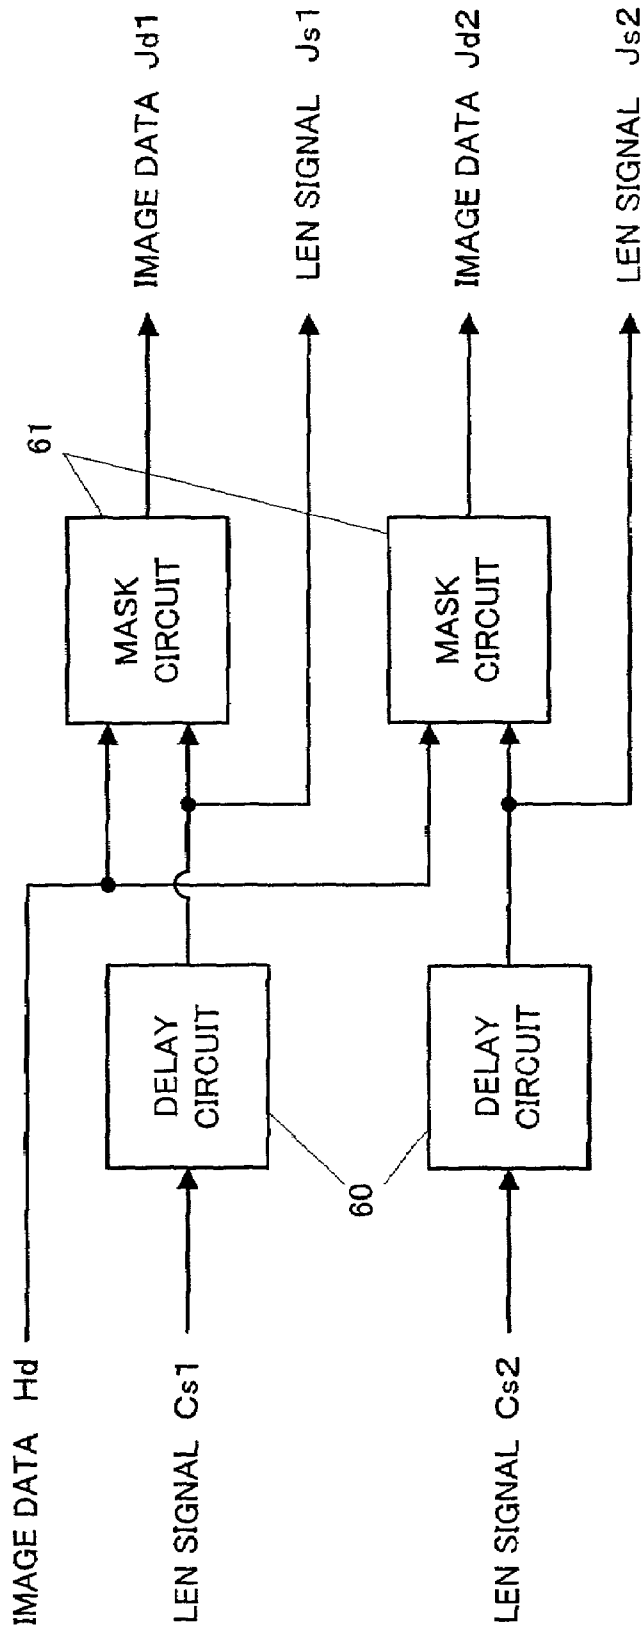 IMAGE DATA Hd
LEN SIGNAL Cs1
LEN SIGNAL Cs2
60
DELAY
CIRCUIT
DELAY
CIRCUIT
61
MASK
CIRCUIT
MASK
CIRCUIT
IMAGE DATA Jd1
LEN SIGNAL Js1
IMAGE DATA Jd2
LEN SIGNAL Js2